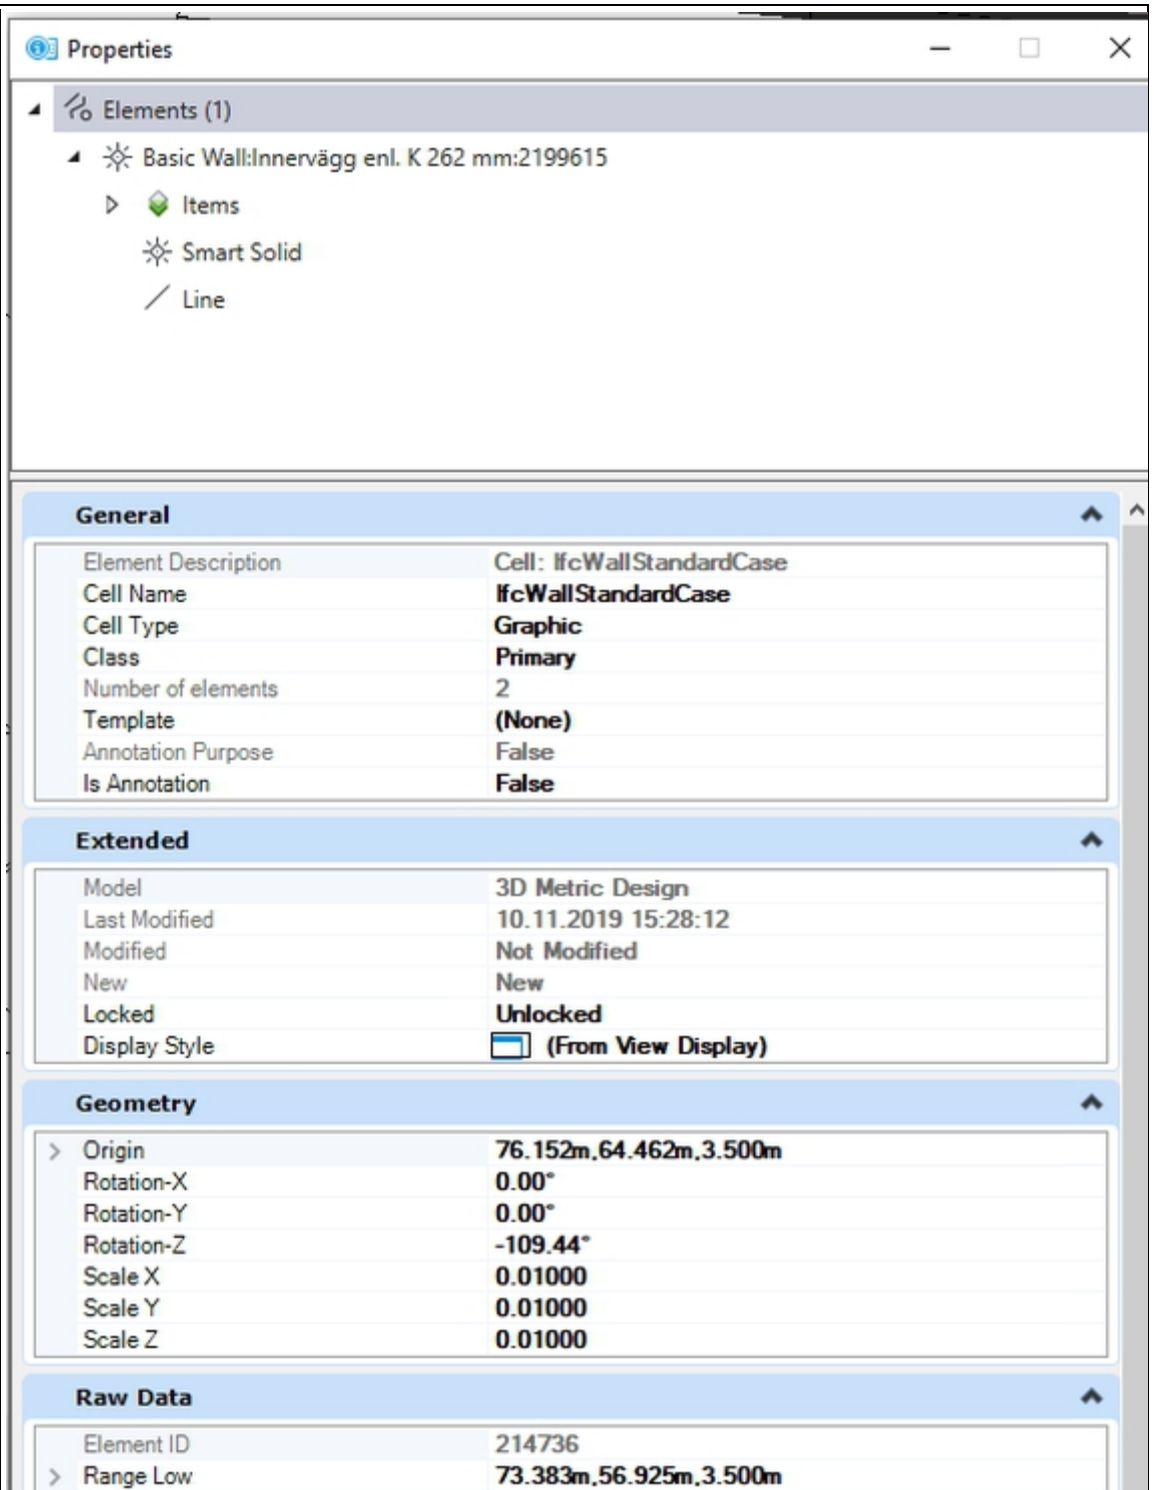 Properties
Elements (1)
Basic Wall:Innervägg enl. K 262 mm:2199615
Items
Smart Solid
Line
General
Element Description Cell: IfcWallStandardCase
Cell Name IfcWallStandardCase
Cell Type Graphic
Class Primary
Number of elements 2
Template (None)
Annotation Purpose False
Is Annotation False
Extended
Model 3D Metric Design
Last Modified 10.11.2019 15:28:12
Modified Not Modified
New New
Locked Unlocked
Display Style (From View Display)
Geometry
Origin 76.152m,64.462m,3.500m
Rotation-X 0.00°
Rotation-Y 0.00°
Rotation-Z -109.44°
Scale X 0.01000
Scale Y 0.01000
Scale Z 0.01000
Raw Data
Element ID 214736
Range Low 73.383m,56.925m,3.500m